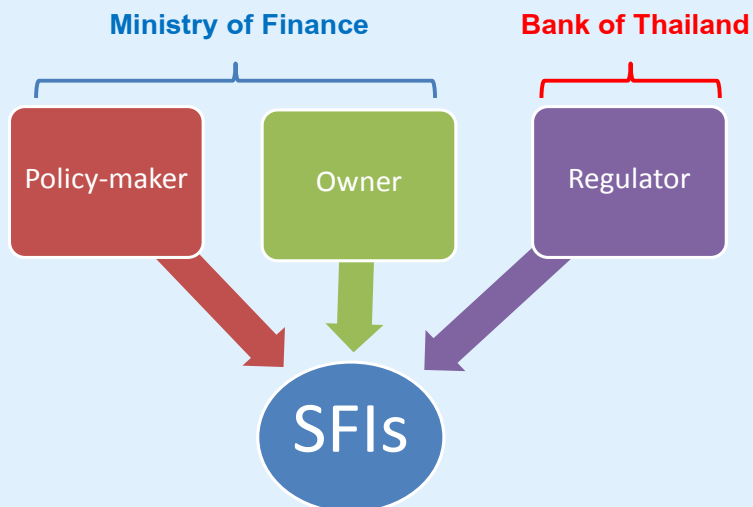 Ministry of Finance
Bank of Thailand
Policy-maker
Owner
Regulator
SFIs